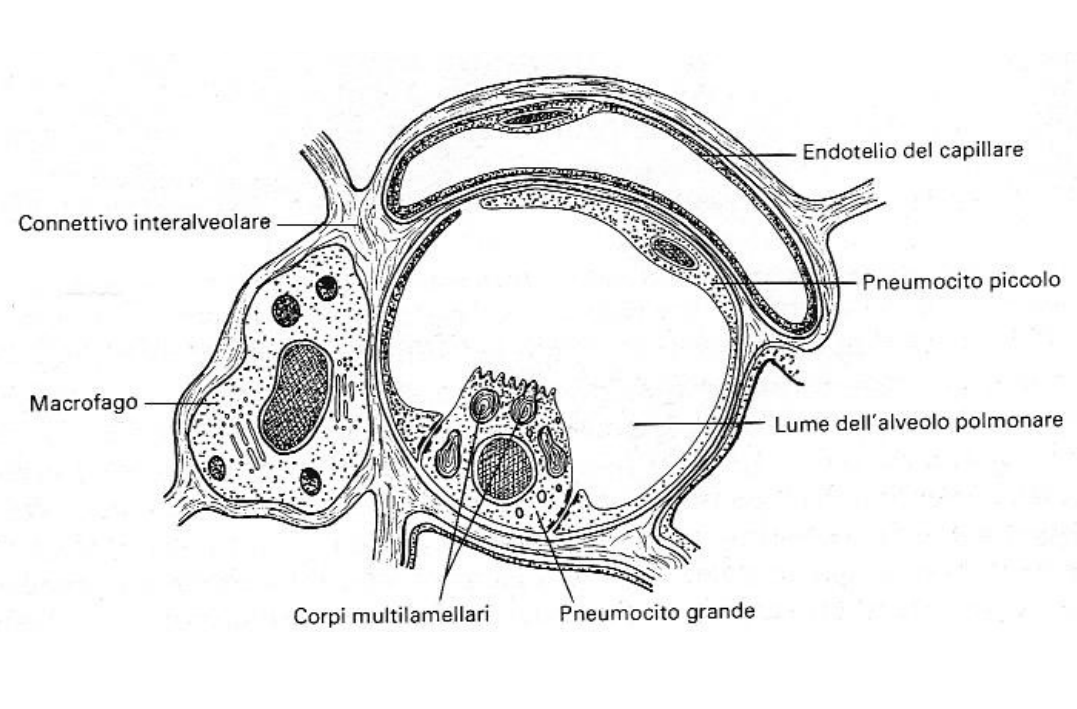 Endotelio del capillare
Connettivo interalveolare
Pneumocito piccolo
Macrofago
Lume dell'alveolo polmonare
Corpi multilamellari
Pneumocito grande